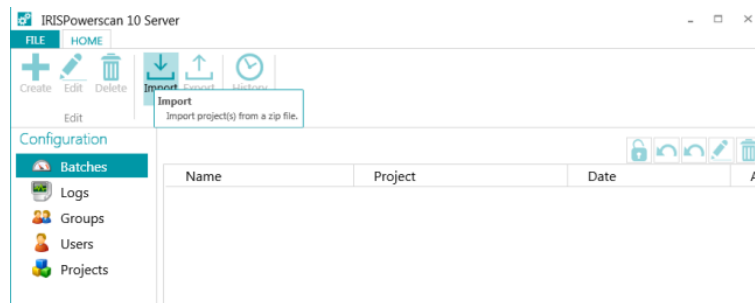 IRISPowerscan 10 Server
FILE HOME
Create Edit Delete Import Export History
Import
Import project(s) from a zip file.
Edit
Configuration
Batches
Name Project Date
Logs
Groups
Users
Projects